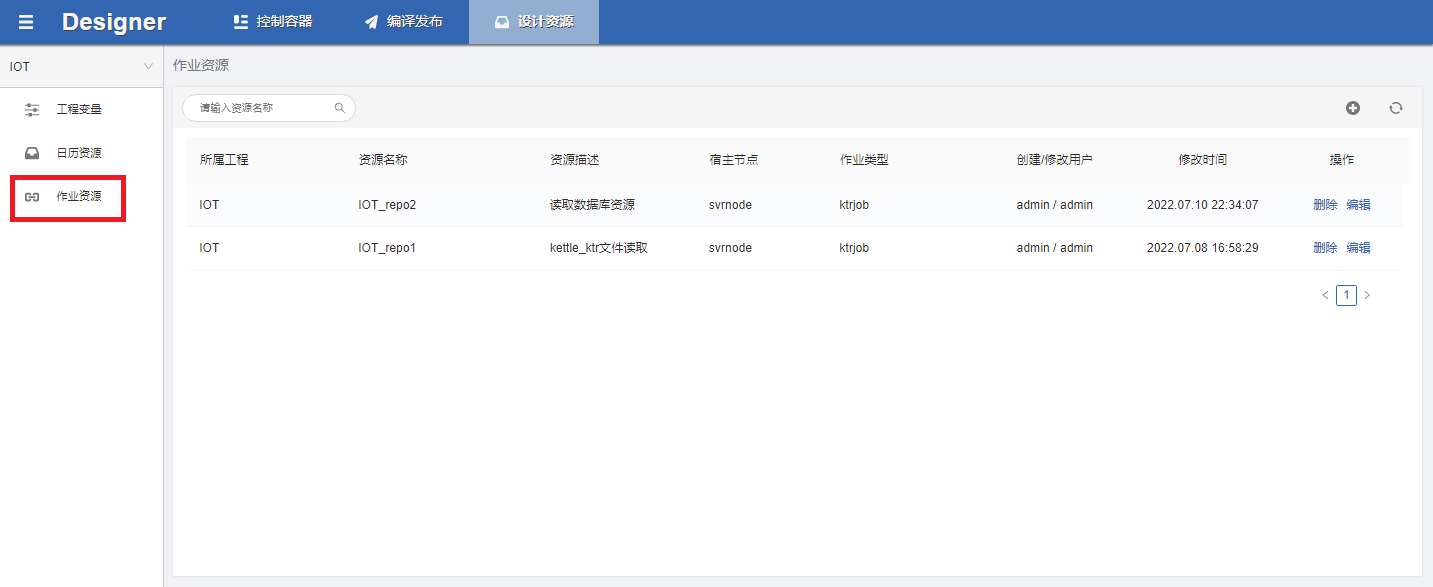 Designer 控制容器 编译发布 设计资源
IOT
工程变量
日历资源
作业资源
作业资源
请输入资源名称
所属工程 资源名称 资源描述 宿主节点 作业类型 创建/修改用户 修改时间 操作
IOT IOT_repo2 读取数据库资源 svrnode ktrjob admin / admin 2022.07.10 22:34:07 删除 编辑
IOT IOT_repo1 kettle_ktr文件读取 svrnode ktrjob admin / admin 2022.07.08 16:58:29 删除 编辑
< 1 >